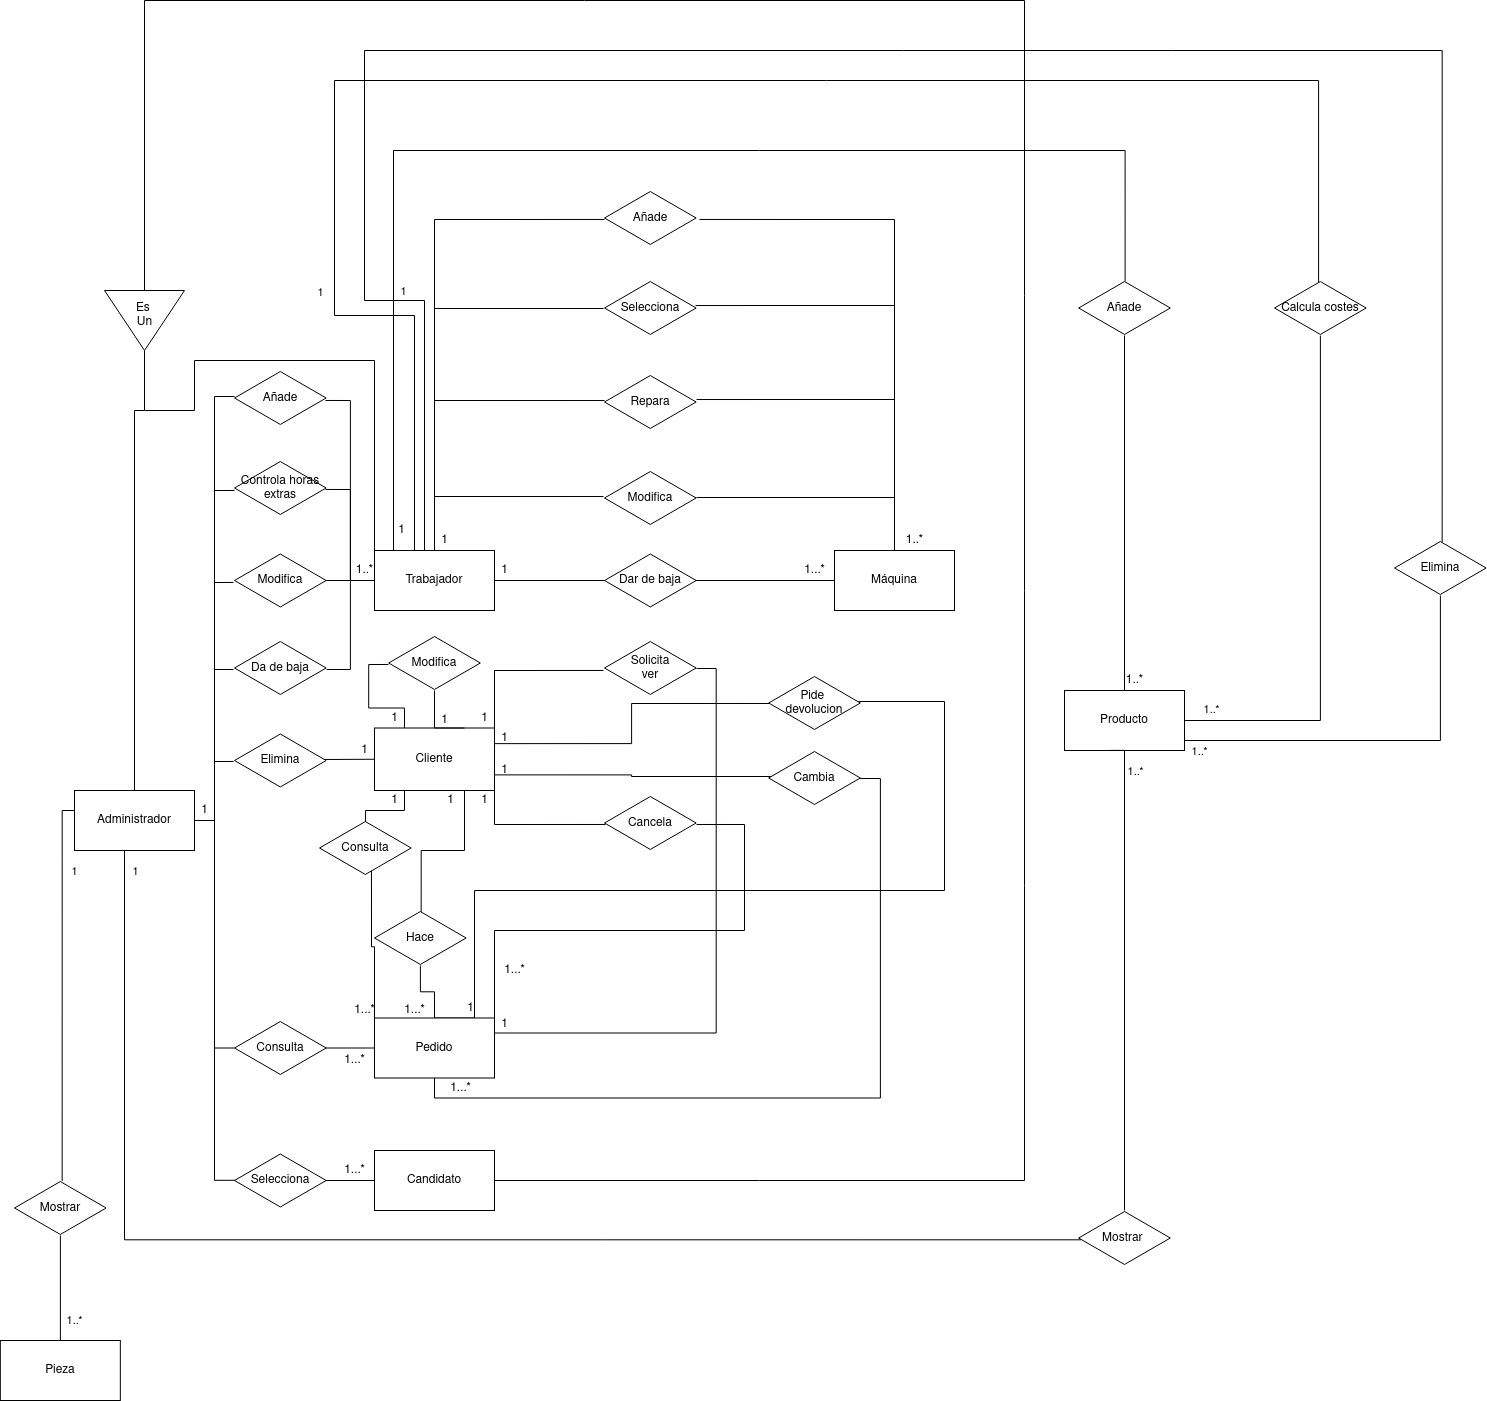 Añade
1
1
Es
Un
Selecciona
Añade
Calcula costes
Añade
Repara
Controla horas
extras
Modifica
1
1
1..*
Modifica
1..*
Trabajador
1
Dar de baja
1...*
Máquina
Elimina
Da de baja
Modifica
Solicita
ver
1..*
Pide
devolucion
1
1
1
1..*
Producto
1
1..*
Elimina
1
Cliente
1
Cambia
1..*
1
1
1
1
Administrador
Cancela
Consulta
1
1
Hace
1...*
1...*
1...*
1
1
Consulta
1...*
Pedido
1...*
Selecciona
1...*
Candidato
Mostrar
Mostrar
1..*
Pieza